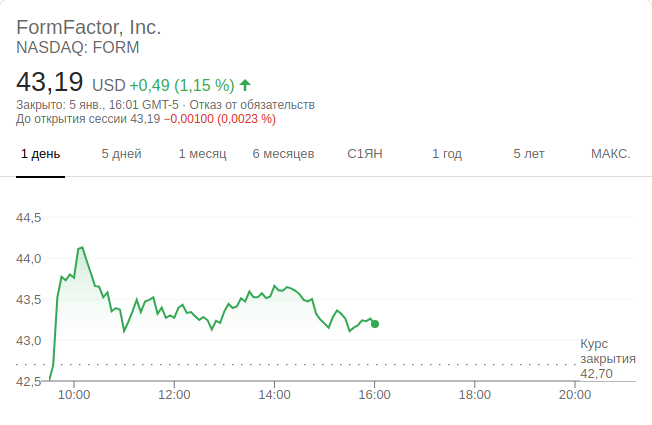 FormFactor, Inc.
NASDAQ: FORM
43,19 USD +0,49 (1,15 %)
Закрыто: 5 янв., 16:01 GMT-5 · Отказ от обязательств
До открытия сессии 43,19 −0,00100 (0,0023 %)
1 день 5 дней 1 месяц 6 месяцев С1ЯН 1 год 5 лет МАКС.
44,5
44,0
43,5
43,0
42,5
Курс
закрытия
42,70
10:00 12:00 14:00 16:00 18:00 20:00